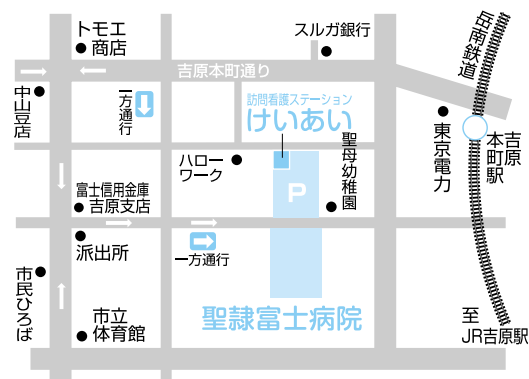 トモエ
商店
スルガ銀行
岳南鉄道
吉原本町通り
中山豆店
一方通行
訪問看護ステーション
けいあい
東京電力
吉原
本町駅
ハロー
ワーク
聖母幼稚園
P
富士信用金庫
吉原支店
派出所
一方通行
市民ひろば
市立
体育館
聖隷富士病院
至
JR吉原駅